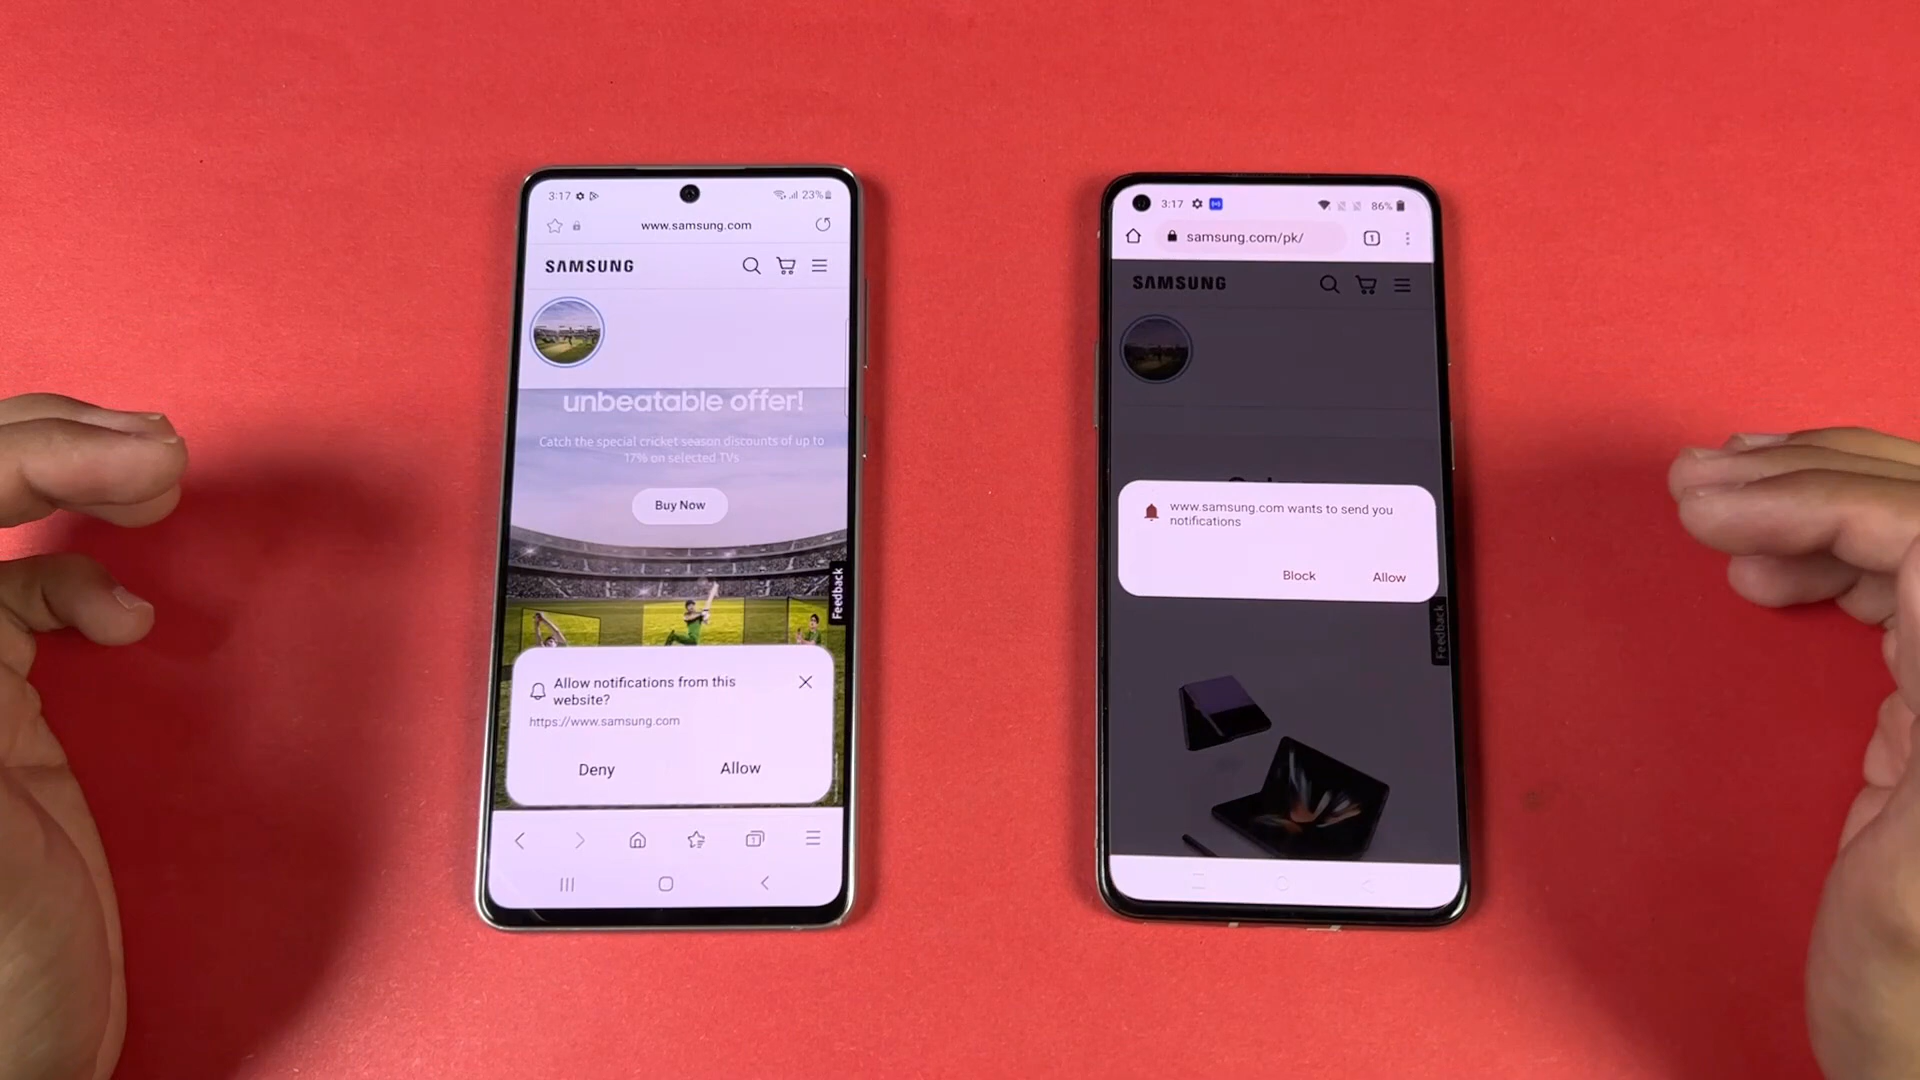 3:17
23%
www.samsung.com
SAMSUNG
unbeatable offer!
Catch the special cricket season discounts of up to
17% on selected TVs
Buy Now
Feedback
Allow notifications from this
website?
https://www.samsung.com
Deny
Allow
1
3:17
86%
samsung.com/pk/
1
SAMSUNG
www.samsung.com wants to send you
notifications
Block
Allow
Feedback